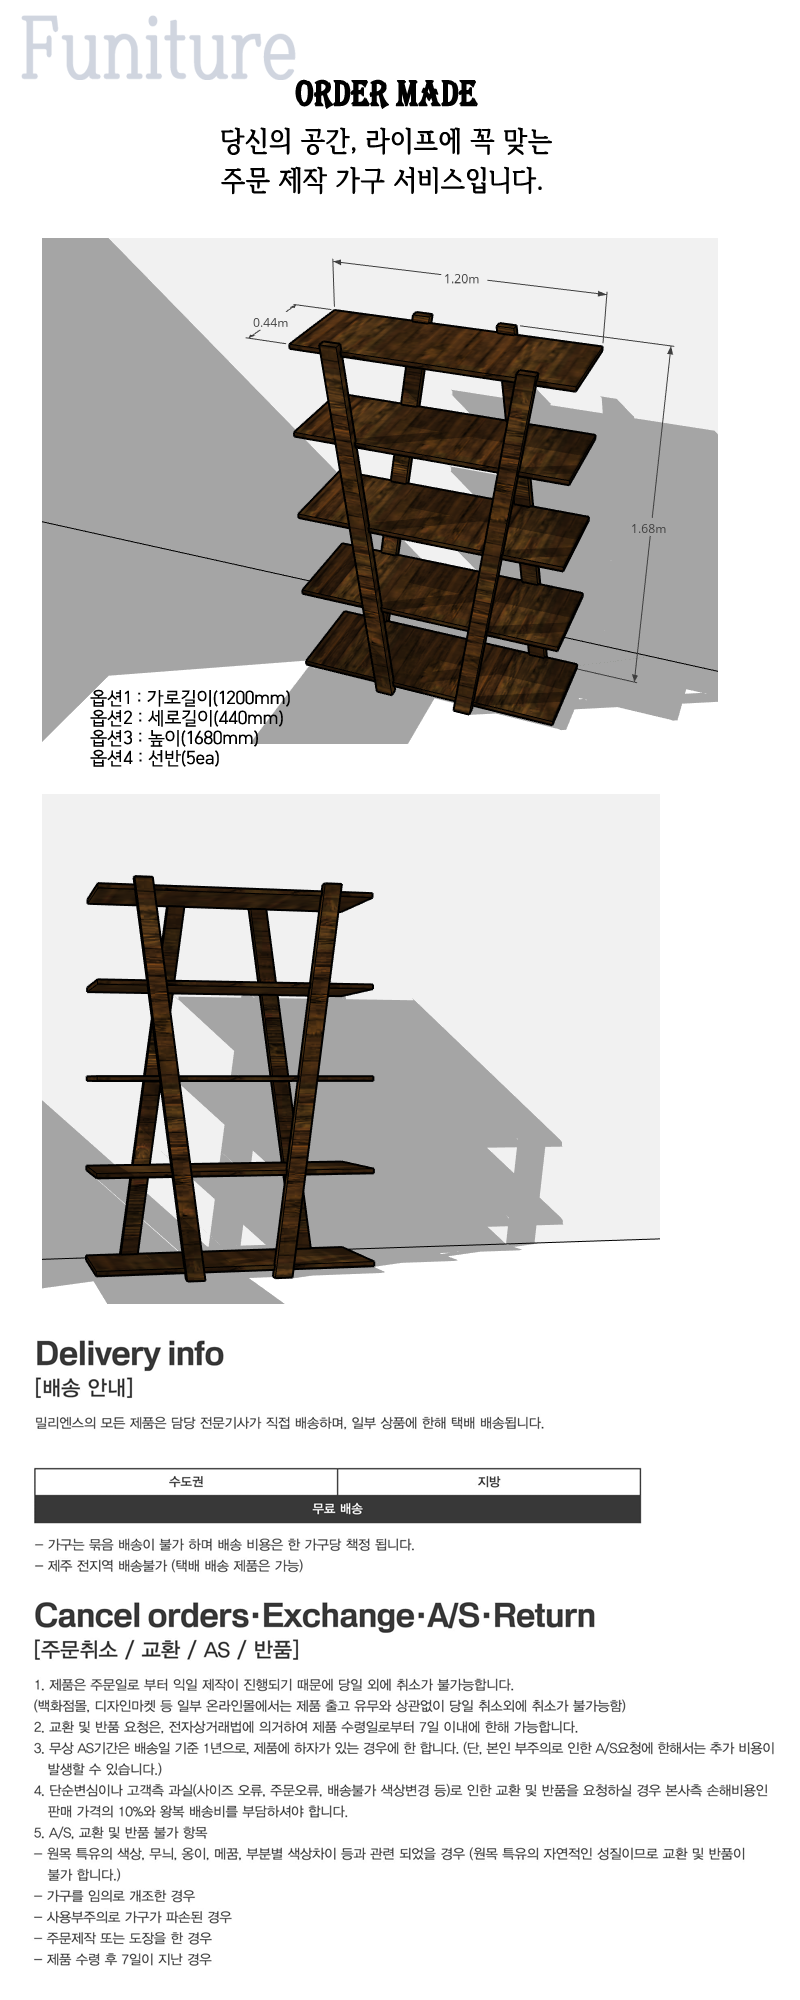 Funiture
ORDER MADE
당신의 공간, 라이프에 꼭 맞는
주문 제작 가구 서비스입니다.
1.20m
0.44m
1.68m
옵션1 : 가로길이(1200mm)
옵션2 : 세로길이(440mm)
옵션3 : 높이(1680mm)
옵션4 : 선반(5ea)
Delivery info
[배송 안내]
밀리엔스의 모든 제품은 담당 전문기사가 직접 배송하며, 일부 상품에 한해 택배 배송됩니다.
수도권 지방
무료 배송
– 가구는 묶음 배송이 불가 하며 배송 비용은 한 가구당 책정 됩니다.
– 제주 전지역 배송불가 (택배 배송 제품은 가능)
Cancel orders·Exchange·A/S·Return
[주문취소 / 교환 / AS / 반품]
1. 제품은 주문일로 부터 익일 제작이 진행되기 때문에 당일 외에 취소가 불가능합니다.
(백화점몰, 디자인마켓 등 일부 온라인몰에서는 제품 출고 유무와 상관없이 당일 취소외에 취소가 불가능함)
2. 교환 및 반품 요청은, 전자상거래법에 의거하여 제품 수령일로부터 7일 이내에 한해 가능합니다.
3. 무상 AS기간은 배송일 기준 1년으로, 제품에 하자가 있는 경우에 한 합니다. (단, 본인 부주의로 인한 A/S요청에 한해서는 추가 비용이
발생할 수 있습니다.)
4. 단순변심이나 고객측 과실(사이즈 오류, 주문오류, 배송불가 색상변경 등)로 인한 교환 및 반품을 요청하실 경우 본사측 손해비용인
판매 가격의 10%와 왕복 배송비를 부담하셔야 합니다.
5. A/S, 교환 및 반품 불가 항목
– 원목 특유의 색상, 무늬, 옹이, 메꿈, 부분별 색상차이 등과 관련 되었을 경우 (원목 특유의 자연적인 성질이므로 교환 및 반품이
불가 합니다.)
– 가구를 임의로 개조한 경우
– 사용부주의로 가구가 파손된 경우
– 주문제작 또는 도장을 한 경우
– 제품 수령 후 7일이 지난 경우